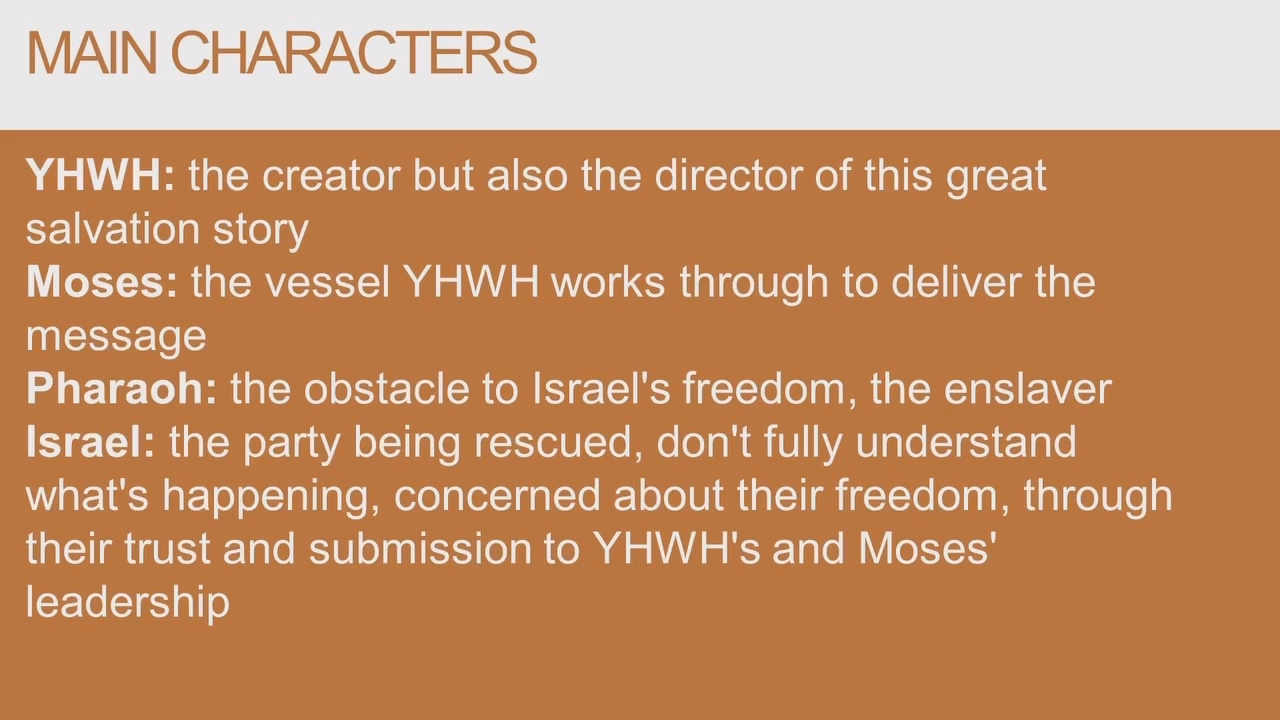 MAIN CHARACTERS
YHWH: the creator but also the director of this great
salvation story
Moses: the vessel YHWH works through to deliver the
message
Pharaoh: the obstacle to Israel's freedom, the enslaver
Israel: the party being rescued, don't fully understand
what's happening, concerned about their freedom, through
their trust and submission to YHWH's and Moses'
leadership